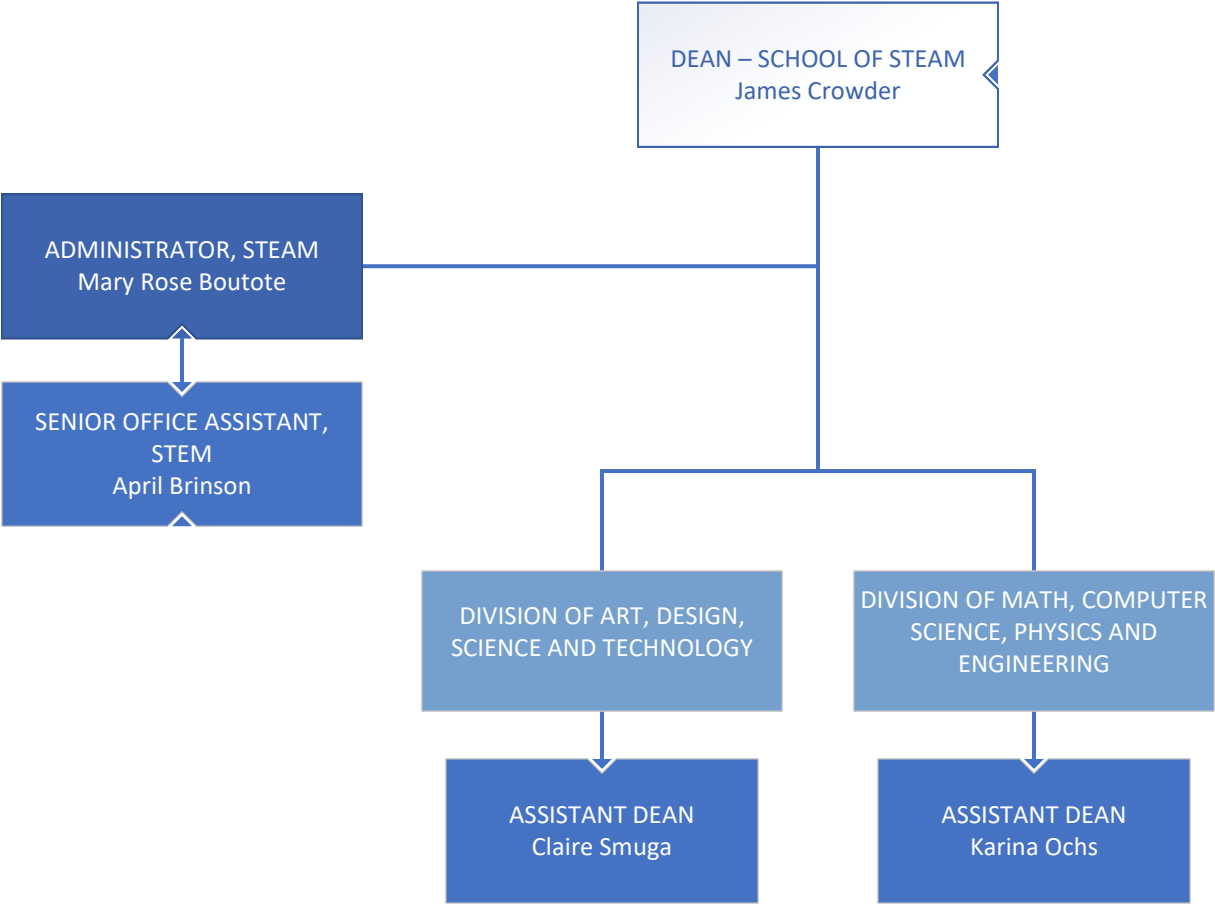 DEAN – SCHOOL OF STEAM
James Crowder
ADMINISTRATOR, STEAM
Mary Rose Boutote
SENIOR OFFICE ASSISTANT,
STEM
April Brinson
DIVISION OF ART, DESIGN,
SCIENCE AND TECHNOLOGY
DIVISION OF MATH, COMPUTER
SCIENCE, PHYSICS AND
ENGINEERING
ASSISTANT DEAN
Claire Smuga
ASSISTANT DEAN
Karina Ochs